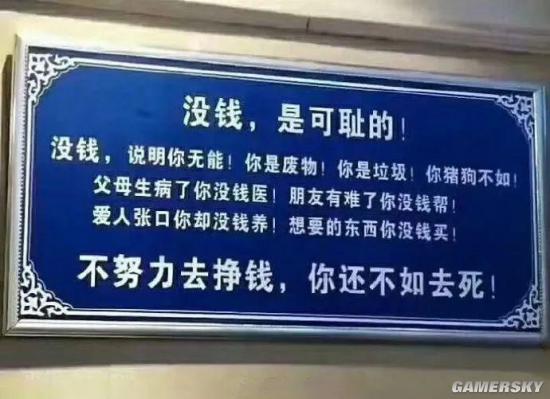 没钱，是可耻的！
没钱，说明你无能！你是废物！你是垃圾！你猪狗不如！
父母生病了你没钱医！朋友有难了你没钱帮！
爱人张口你却没钱养！想要的东西你没钱买！
不努力去挣钱，你还不如去死！
GAMERSKY